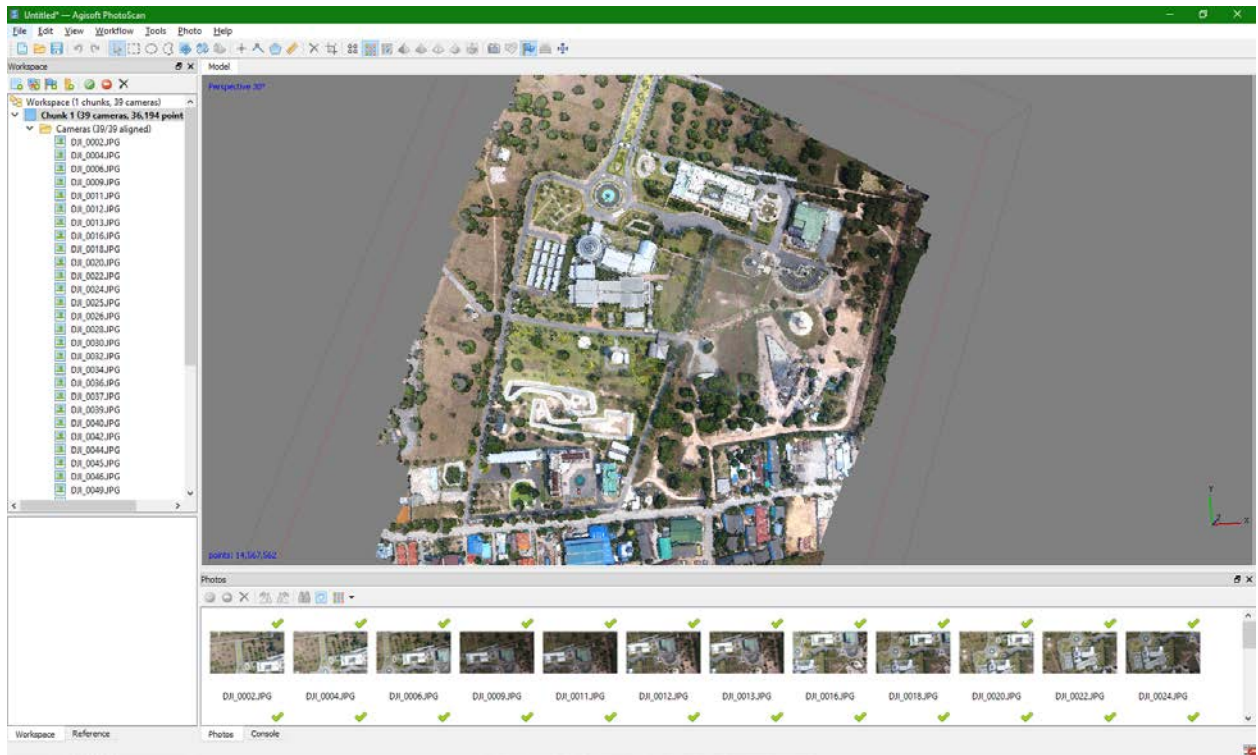 Untitled* — Agisoft PhotoScan
File Edit View Workflow Tools Photo Help
Workspace
Model
Workspace (1 chunks, 39 cameras)
Chunk 1 (39 cameras, 36,194 point
Cameras (39/39 aligned)
DJI_0002.JPG
DJI_0004.JPG
DJI_0006.JPG
DJI_0009.JPG
DJI_0011.JPG
DJI_0012.JPG
DJI_0013.JPG
DJI_0016.JPG
DJI_0018.JPG
DJI_0020.JPG
DJI_0022.JPG
DJI_0024.JPG
DJI_0025.JPG
DJI_0026.JPG
DJI_0028.JPG
DJI_0030.JPG
DJI_0032.JPG
DJI_0034.JPG
DJI_0036.JPG
DJI_0037.JPG
DJI_0039.JPG
DJI_0040.JPG
DJI_0042.JPG
DJI_0044.JPG
DJI_0045.JPG
DJI_0046.JPG
DJI_0049.JPG
Perspective 30°
Y
Z X
points: 14,567,562
Photos
DJI_0002.JPG DJI_0004.JPG DJI_0006.JPG DJI_0009.JPG DJI_0011.JPG DJI_0012.JPG DJI_0013.JPG DJI_0016.JPG DJI_0018.JPG DJI_0020.JPG DJI_0022.JPG DJI_0024.JPG
Workspace Reference
Photos Console